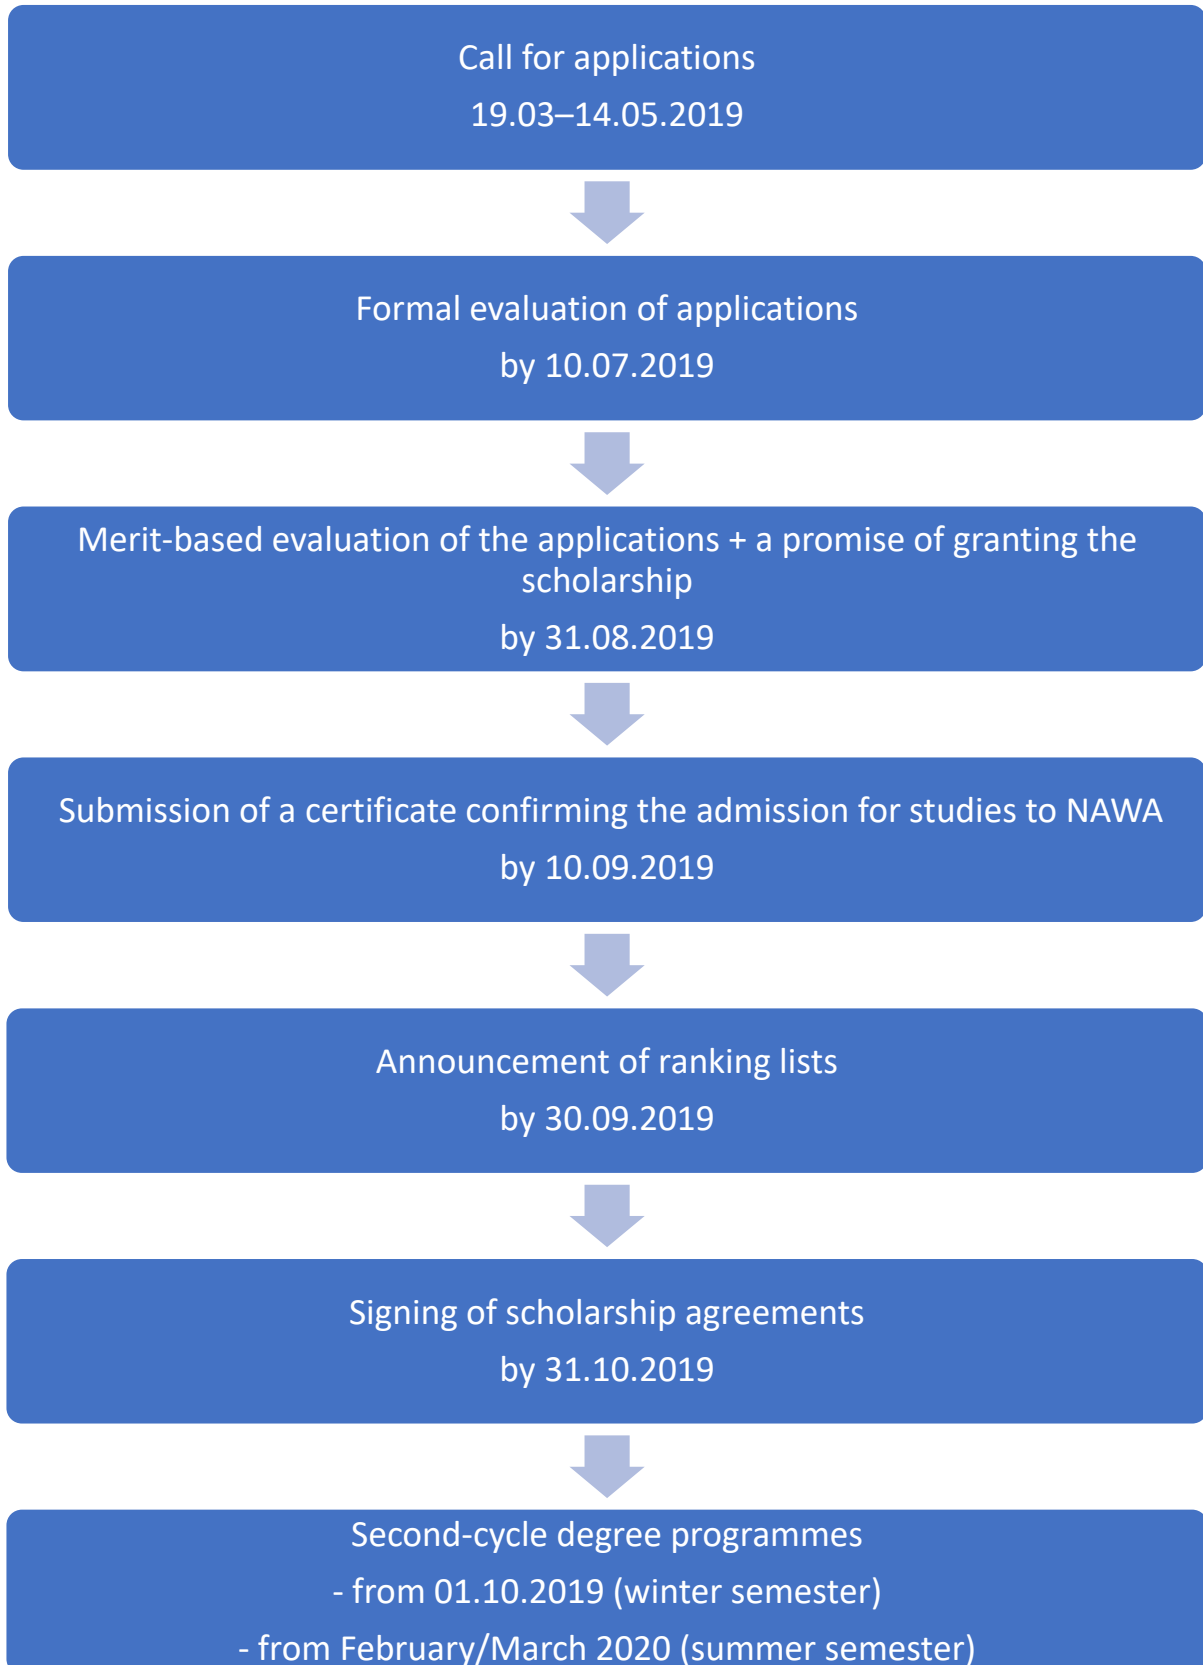 Call for applications
19.03–14.05.2019
Formal evaluation of applications
by 10.07.2019
Merit-based evaluation of the applications + a promise of granting the
scholarship
by 31.08.2019
Submission of a certificate confirming the admission for studies to NAWA
by 10.09.2019
Announcement of ranking lists
by 30.09.2019
Signing of scholarship agreements
by 31.10.2019
Second-cycle degree programmes
- from 01.10.2019 (winter semester)
- from February/March 2020 (summer semester)